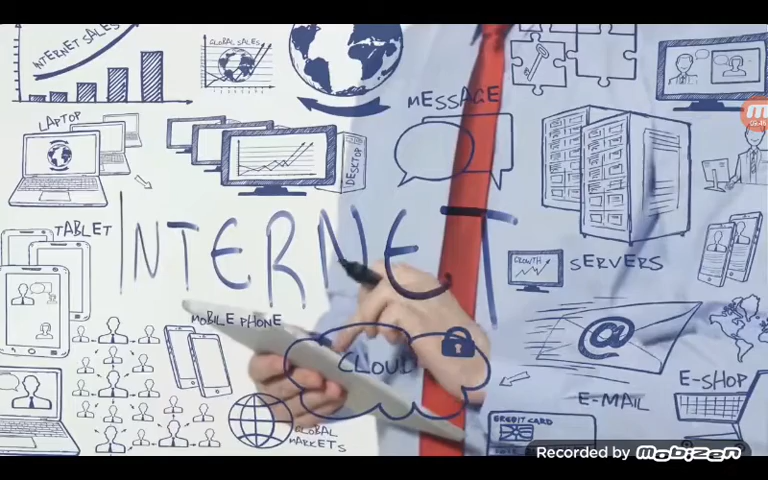 INTERNET SALES
GLOBAL SALES
MESSAGE
LAPTOP
DESKTOP
TABLET
INTERNET
GROWTH
SERVERS
MOBILE PHONE
CLOUD
@
E-MAIL
E-SHOP
GLOBAL
MARKETS
CREDIT CARD
Recorded by Mobizen